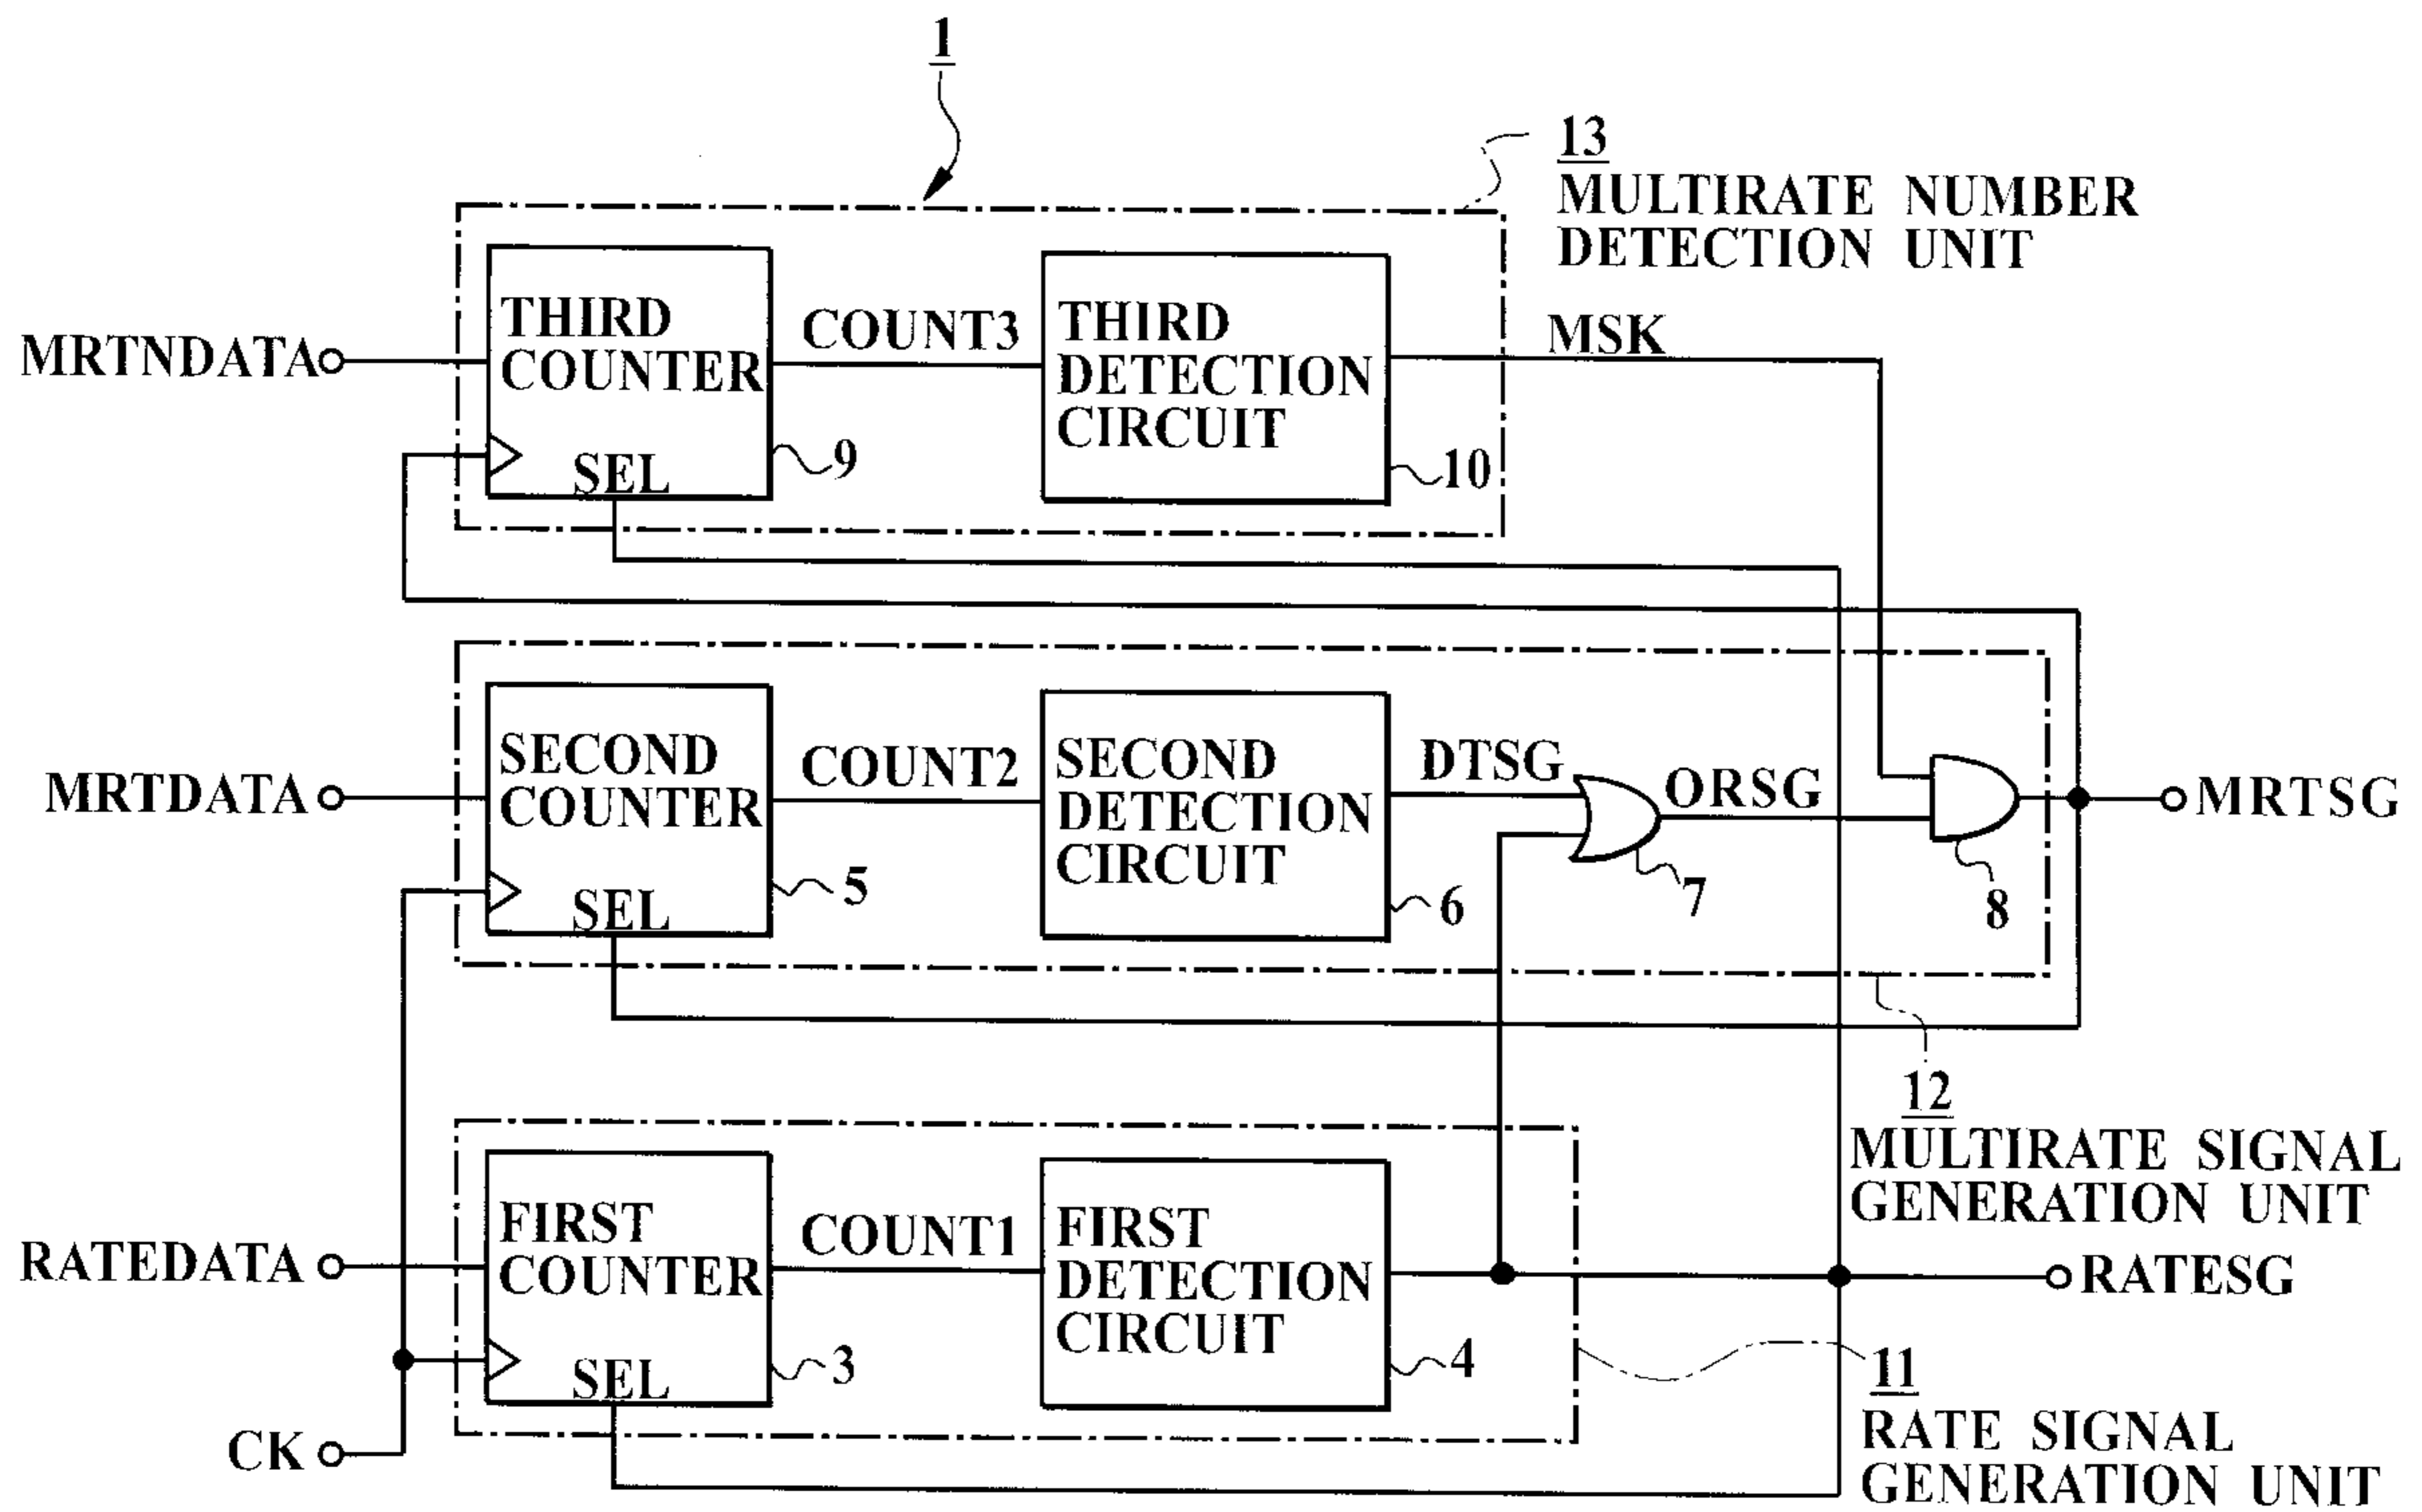 1
13
MULTIRATE NUMBER
DETECTION UNIT
MRTNDATA
THIRD
COUNTER
SEL
9
COUNT3
THIRD
DETECTION
CIRCUIT
10
MSK
MRTDATA
SECOND
COUNTER
SEL
5
COUNT2
SECOND
DETECTION
CIRCUIT
6
DTSG
7
ORSG
8
MRTSG
12
MULTIRATE SIGNAL
GENERATION UNIT
RATEDATA
FIRST
COUNTER
SEL
3
COUNT1
FIRST
DETECTION
CIRCUIT
4
RATESG
11
RATE SIGNAL
GENERATION UNIT
CK